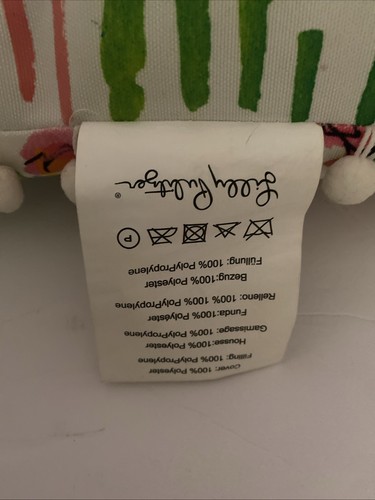 Cover: 100% Polyester
Filling: 100% PolyPropylene
Housse:100% Polyester
Garnissage: 100% PolyPropylene
Funda:100% Polyéster
Relleno: 100% PolyPropylene
Bezug: 100% Polyester
Füllung: 100% PolyPropylene
P
Lilly Pulitzer®